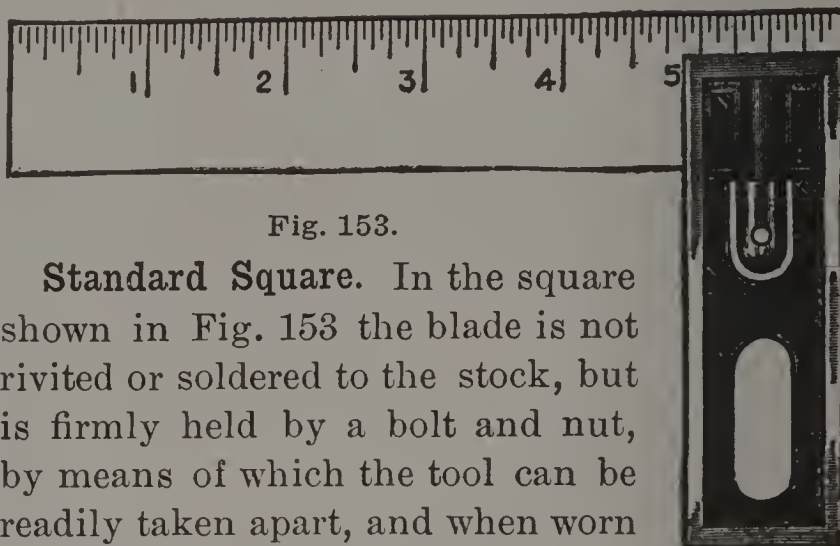 1 2 3 4 5
Fig. 153.
Standard Square. In the square
shown in Fig. 153 the blade is not
rivited or soldered to the stock, but
is firmly held by a bolt and nut,
by means of which the tool can be
readily taken apart, and when worn